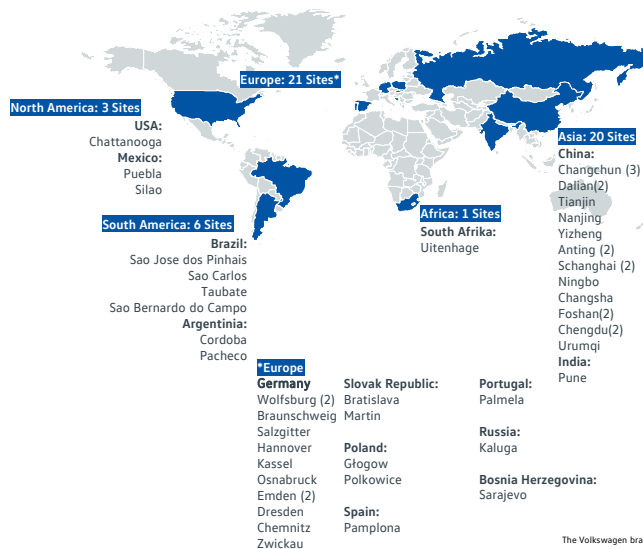 Europe: 21 Sites*
North America: 3 Sites
USA:
Chattanooga
Mexico:
Puebla
Silao
South America: 6 Sites
Brazil:
Sao Jose dos Pinhais
Sao Carlos
Taubate
Sao Bernardo do Campo
Argentinia:
Cordoba
Pacheco
Africa: 1 Sites
South Afrika:
Uitenhage
Asia: 20 Sites
China:
Changchun (3)
Dalian(2)
Tianjin
Nanjing
Yizheng
Anting (2)
Schanghai (2)
Ningbo
Changsha
Foshan(2)
Chengdu(2)
Urumqi
India:
Pune
*Europe
Germany
Wolfsburg (2)
Braunschweig
Salzgitter
Hannover
Kassel
Osnabruck
Emden (2)
Dresden
Chemnitz
Zwickau
Slovak Republic:
Bratislava
Martin
Poland:
Głogow
Polkowice
Spain:
Pamplona
Portugal:
Palmela
Russia:
Kaluga
Bosnia Herzegovina:
Sarajevo
The Volkswagen bra